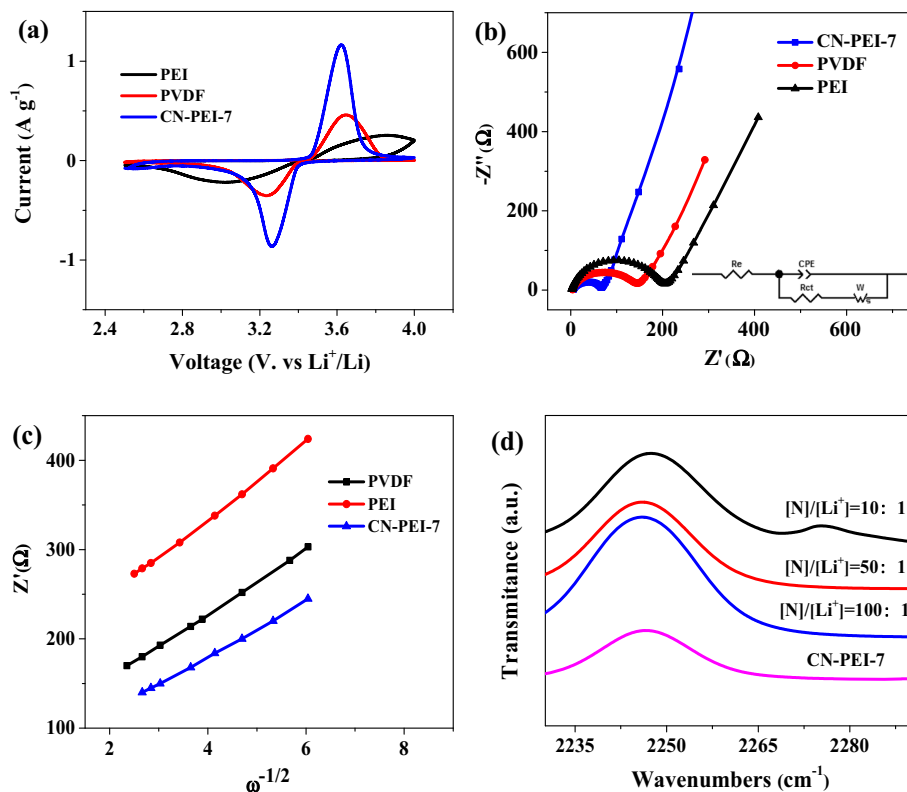 (a)
PEI
PVDF
CN-PEI-7
Current (A g⁻¹)
1
0
-1
2.4 3.2 3.6 4.0
Voltage (V. vs Li⁺/Li)
(b)
CN-PEI-7
PVDF
PEI
-Z''(Ω)
600
400
200
0
Re
CPE
Rct
W
s
0 200 400 600
Z'(Ω)
(c)
PVDF
PEI
CN-PEI-7
Z'(Ω)
400
300
200
100
2 4 6 8
ω⁻¹/²
(d)
[N]/[Li⁺]=10: 1
[N]/[Li⁺]=50: 1
[N]/[Li⁺]=100: 1
CN-PEI-7
Transmitance (a.u.)
2235 2250 2265 2280
Wavenumbers (cm⁻¹)